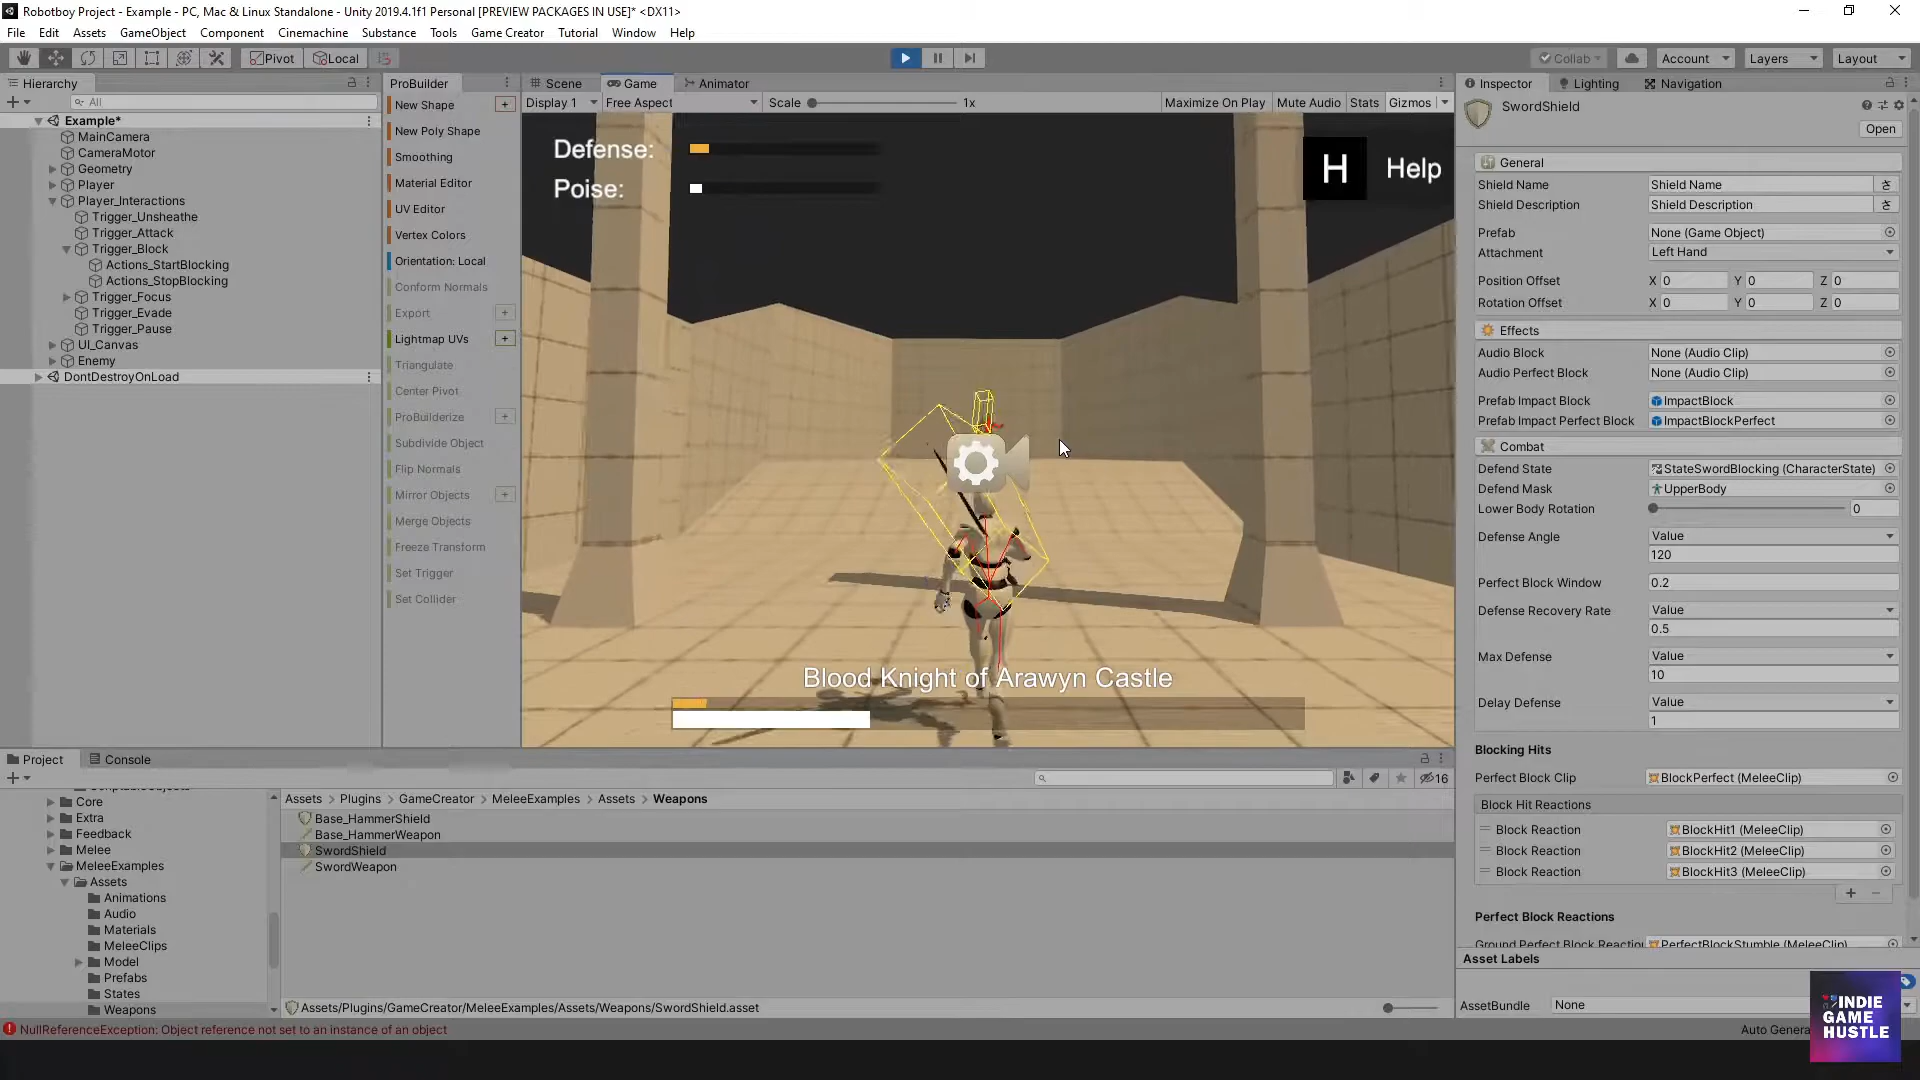 Robotboy Project - Example - PC, Mac & Linux Standalone - Unity 2019.4.1f1 Personal [PREVIEW PACKAGES IN USE]* <DX11>
File Edit Assets GameObject Component Cinemachine Substance Tools Game Creator Tutorial Window Help
Pivot Local Collab Account Layers Layout
Hierarchy
All
Example*
MainCamera
CameraMotor
Geometry
Player
Player_Interactions
Trigger_Unsheathe
Trigger_Attack
Trigger_Block
Actions_StartBlocking
Actions_StopBlocking
Trigger_Focus
Trigger_Evade
Trigger_Pause
UI_Canvas
Enemy
DontDestroyOnLoad
ProBuilder
New Shape
New Poly Shape
Smoothing
Material Editor
UV Editor
Vertex Colors
Orientation: Local
Conform Normals
Export
Lightmap UVs
Triangulate
Center Pivot
ProBuilderize
Subdivide Object
Flip Normals
Mirror Objects
Merge Objects
Freeze Transform
Set Trigger
Set Collider
Scene Game Animator
Display 1 Free Aspect Scale 1x Maximize On Play Mute Audio Stats Gizmos
Defense:
Poise:
H Help
Blood Knight of Arawyn Castle
Inspector Lighting Navigation
SwordShield
Open
General
Shield Name Shield Name
Shield Description Shield Description
Prefab None (Game Object)
Attachment Left Hand
Position Offset X 0 Y 0 Z 0
Rotation Offset X 0 Y 0 Z 0
Effects
Audio Block None (Audio Clip)
Audio Perfect Block None (Audio Clip)
Prefab Impact Block ImpactBlock
Prefab Impact Perfect Block ImpactBlockPerfect
Combat
Defend State StateSwordBlocking (CharacterState)
Defend Mask UpperBody
Lower Body Rotation 0
Defense Angle Value
120
Perfect Block Window 0.2
Defense Recovery Rate Value
0.5
Max Defense Value
10
Delay Defense Value
1
Blocking Hits
Perfect Block Clip BlockPerfect (MeleeClip)
Block Hit Reactions
Block Reaction BlockHit1 (MeleeClip)
Block Reaction BlockHit2 (MeleeClip)
Block Reaction BlockHit3 (MeleeClip)
Perfect Block Reactions
Ground Perfect Block Reaction PerfectBlockStumble (MeleeClip)
Asset Labels
AssetBundle None
Project Console
16
Core
Extra
Feedback
Melee
MeleeExamples
Assets
Animations
Audio
Materials
MeleeClips
Model
Prefabs
States
Weapons
Assets > Plugins > GameCreator > MeleeExamples > Assets > Weapons
Base_HammerShield
Base_HammerWeapon
SwordShield
SwordWeapon
Assets/Plugins/GameCreator/MeleeExamples/Assets/Weapons/SwordShield.asset
NullReferenceException: Object reference not set to an instance of an object
Auto Genera
INDIE
GAME
HUSTLE